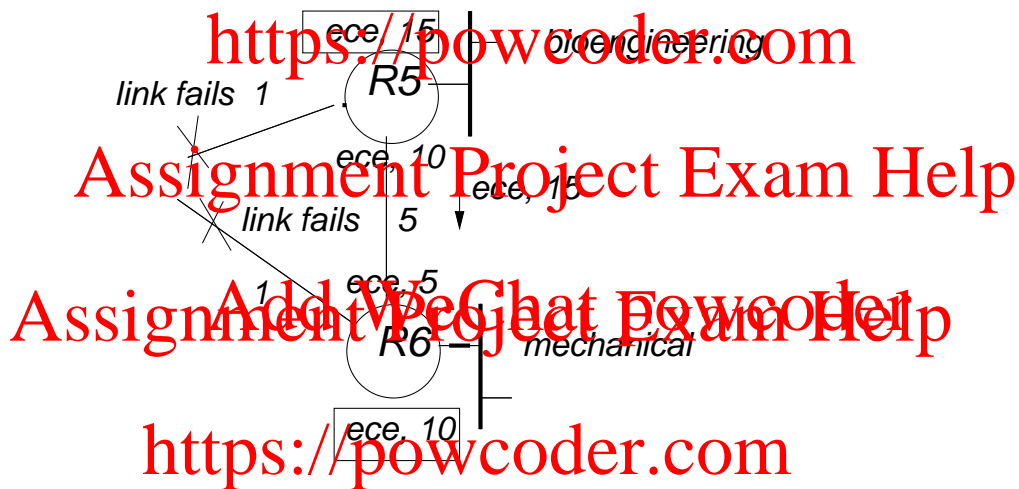 ece, 15
https://powcoder.com
bioengineering
R5
link fails 1
ece, 10
Assignment Project Exam Help
ece, 15
link fails 5
ece, 5
1
Add WeChat powcoder
Assignment Project Exam Help
R6
mechanical
ece, 10
https://powcoder.com